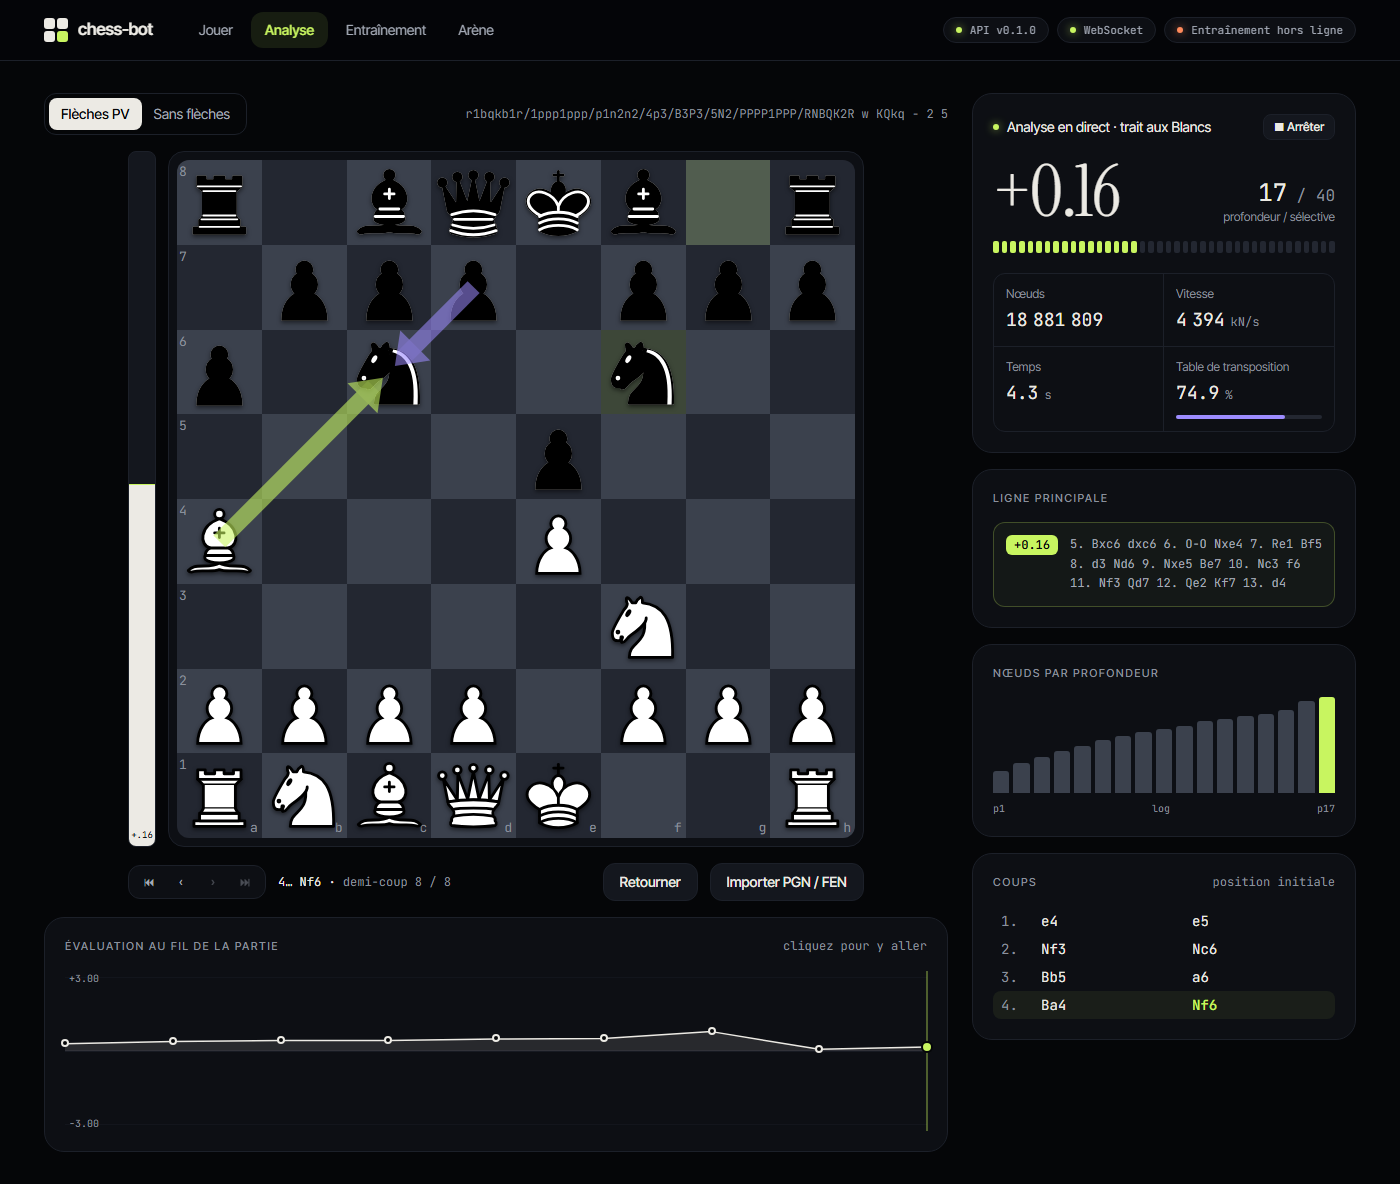 chess-bot
Jouer
Analyse
Entraînement
Arène
API v0.1.0
WebSocket
Entraînement hors ligne
Flèches PV
Sans flèches
r1bqkb1r/1ppp1ppp/p1n2n2/4p3/B3P3/5N2/PPPP1PPP/RNBQK2R w KQkq - 2 5
8
7
6
5
4
3
2
1
a
b
c
d
e
f
g
h
+.16
4… Nf6 · demi-coup 8 / 8
Retourner
Importer PGN / FEN
ÉVALUATION AU FIL DE LA PARTIE
cliquez pour y aller
+3.00
-3.00
Analyse en direct · trait aux Blancs
Arrêter
+0.16
17 / 40
profondeur / sélective
Nœuds
18 881 809
Vitesse
4 394 kN/s
Temps
4.3 s
Table de transposition
74.9 %
LIGNE PRINCIPALE
+0.16
5. Bxc6 dxc6 6. O-O Nxe4 7. Re1 Bf5
8. d3 Nd6 9. Nxe5 Be7 10. Nc3 f6
11. Nf3 Qd7 12. Qe2 Kf7 13. d4
NŒUDS PAR PROFONDEUR
p1
log
p17
COUPS
position initiale
1. e4 e5
2. Nf3 Nc6
3. Bb5 a6
4. Ba4 Nf6